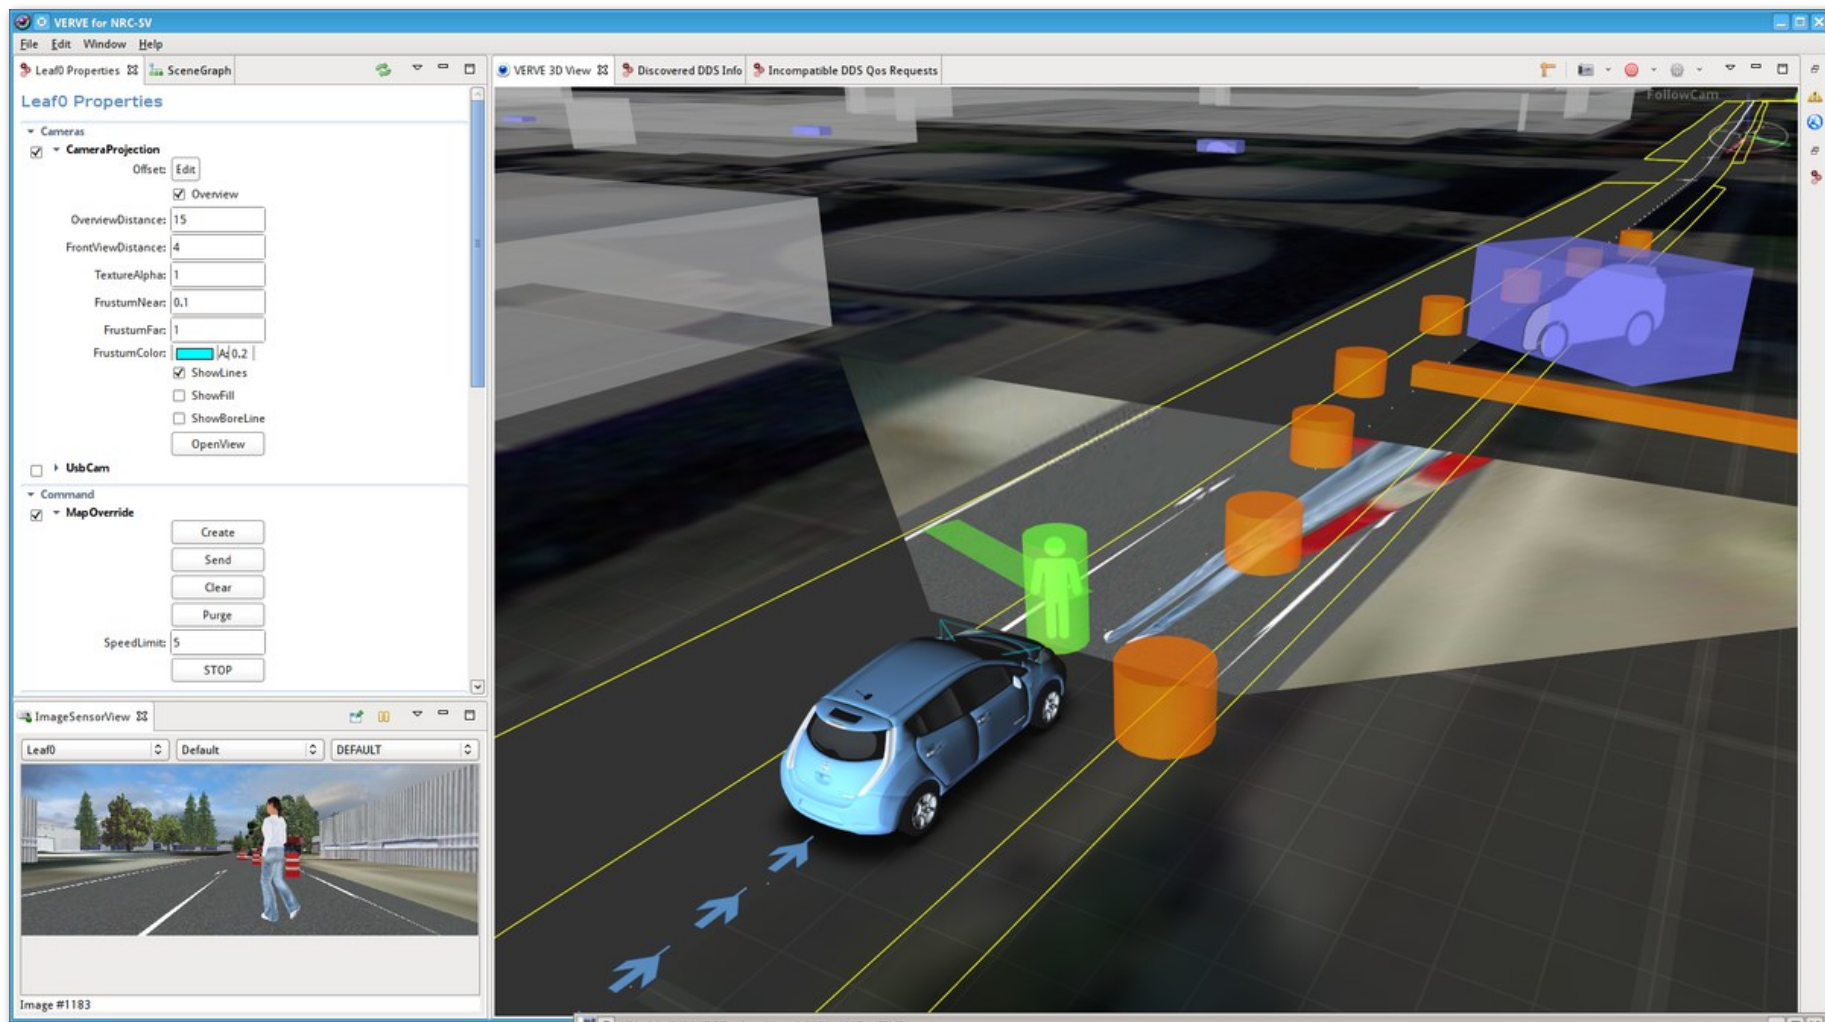 VERVE for NRC-SV
File Edit Window Help
Leaf0 Properties SceneGraph
Leaf0 Properties
Cameras
CameraProjection
Offset: Edit
Overview
OverviewDistance: 15
FrontViewDistance: 4
TextureAlpha: 1
FrustumNear: 0.1
FrustumFar: 1
FrustumColor: A: 0.2
ShowLines
ShowFill
ShowBoreLine
OpenView
UsbCam
Command
MapOverride
Create
Send
Clear
Purge
SpeedLimit: 5
STOP
ImageSensorView
Leaf0 Default DEFAULT
Image #1183
VERVE 3D View Discovered DDS Info Incompatible DDS Qos Requests
FollowCam